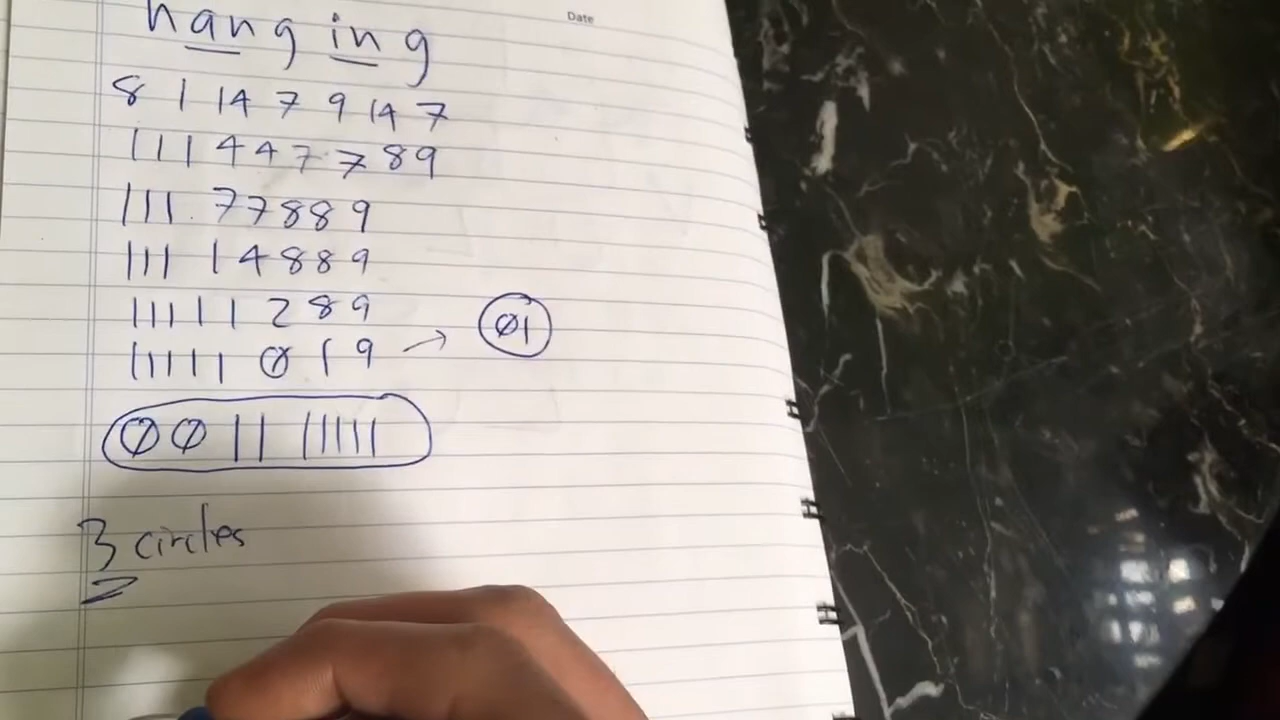 Date
hanging
8 1 14 7 9 14 7
1 1 1 4 4 7 7 8 9
1 1 1 7 7 8 8 9
1 1 1 1 4 8 8 9
1 1 1 1 1 2 8 9
1 1 1 1 1 0 1 9 → 01
0 0 1 1 1 1 1 1 1
3 circles